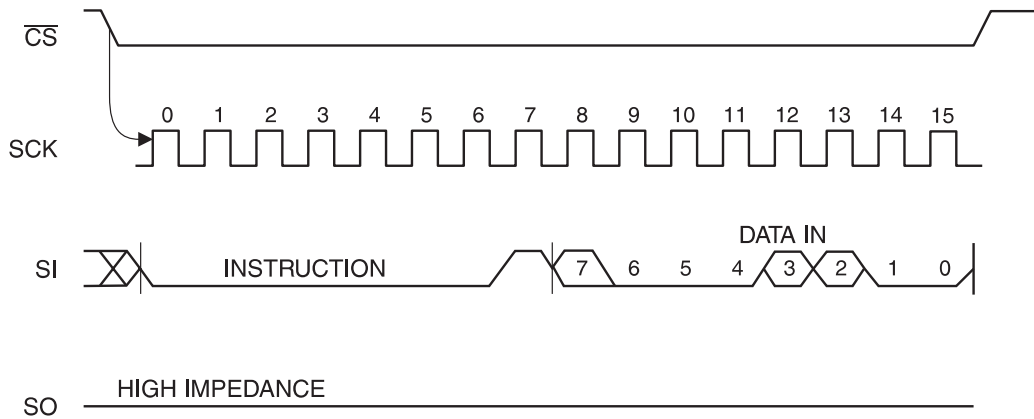 CS
0 1 2 3 4 5 6 7 8 9 10 11 12 13 14 15
SCK
DATA IN
SI
INSTRUCTION
7 6 5 4 3 2 1 0
HIGH IMPEDANCE
SO